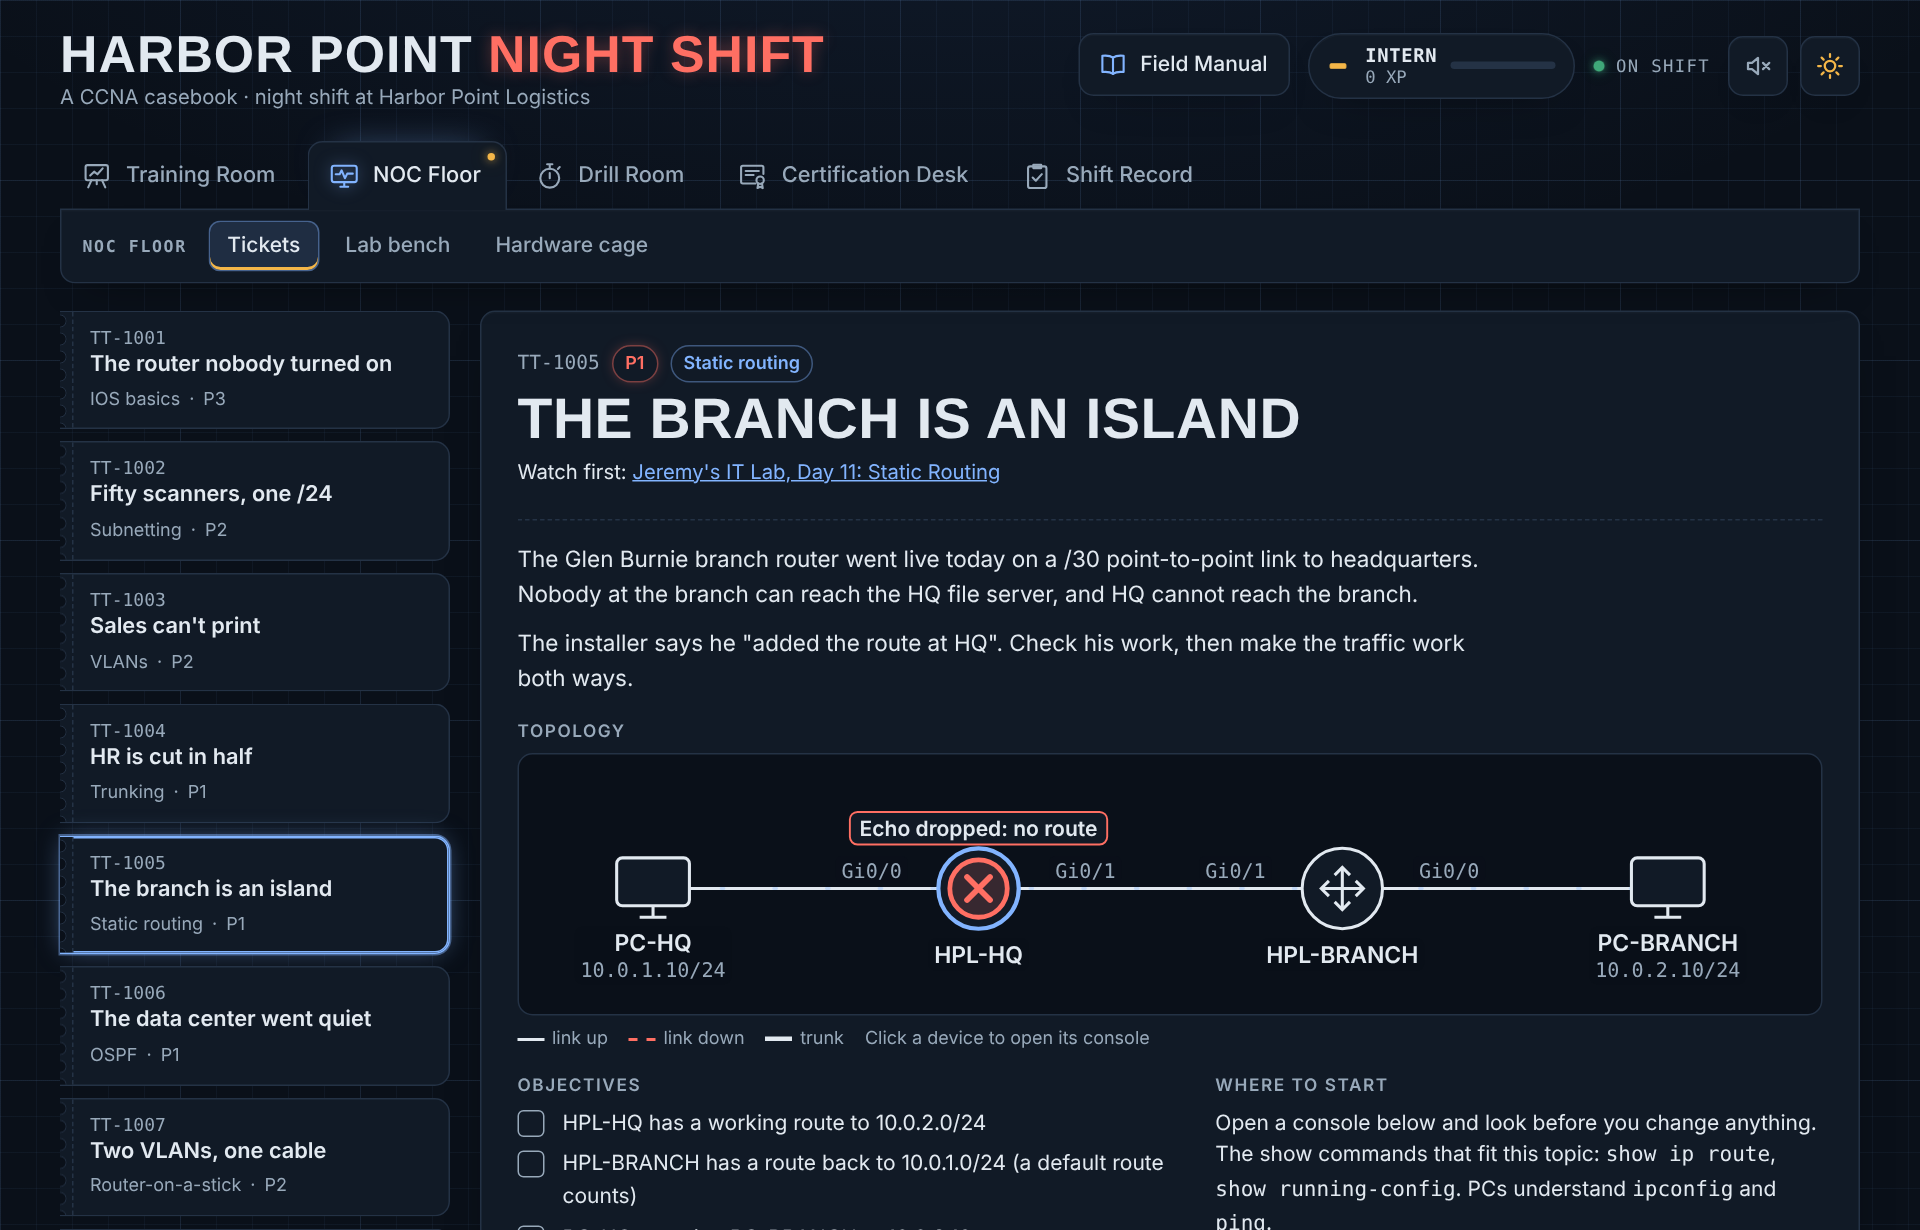 HARBOR POINT NIGHT SHIFT
A CCNA casebook · night shift at Harbor Point Logistics
Field Manual
INTERN
0 XP
ON SHIFT
Training Room
NOC Floor
Drill Room
Certification Desk
Shift Record
NOC FLOOR
Tickets
Lab bench
Hardware cage
TT-1001
The router nobody turned on
IOS basics · P3
TT-1002
Fifty scanners, one /24
Subnetting · P2
TT-1003
Sales can't print
VLANs · P2
TT-1004
HR is cut in half
Trunking · P1
TT-1005
The branch is an island
Static routing · P1
TT-1006
The data center went quiet
OSPF · P1
TT-1007
Two VLANs, one cable
Router-on-a-stick · P2
TT-1005 P1 Static routing
THE BRANCH IS AN ISLAND
Watch first: Jeremy's IT Lab, Day 11: Static Routing
The Glen Burnie branch router went live today on a /30 point-to-point link to headquarters.
Nobody at the branch can reach the HQ file server, and HQ cannot reach the branch.
The installer says he "added the route at HQ". Check his work, then make the traffic work
both ways.
TOPOLOGY
Echo dropped: no route
Gi0/0
Gi0/1
Gi0/1
Gi0/0
PC-HQ
10.0.1.10/24
HPL-HQ
HPL-BRANCH
PC-BRANCH
10.0.2.10/24
link up
link down
trunk
Click a device to open its console
OBJECTIVES
HPL-HQ has a working route to 10.0.2.0/24
HPL-BRANCH has a route back to 10.0.1.0/24 (a default route
counts)
WHERE TO START
Open a console below and look before you change anything.
The show commands that fit this topic: show ip route,
show running-config. PCs understand ipconfig and
ping.